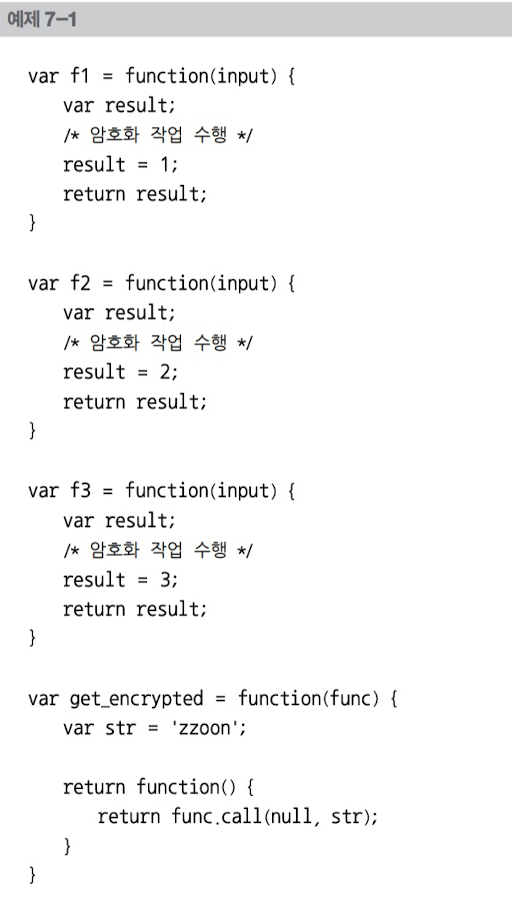 예제 7-1
var f1 = function(input) {
var result;
/* 암호화 작업 수행 */
result = 1;
return result;
}
var f2 = function(input) {
var result;
/* 암호화 작업 수행 */
result = 2;
return result;
}
var f3 = function(input) {
var result;
/* 암호화 작업 수행 */
result = 3;
return result;
}
var get_encrypted = function(func) {
var str = 'zzoon';
return function() {
return func.call(null, str);
}
}